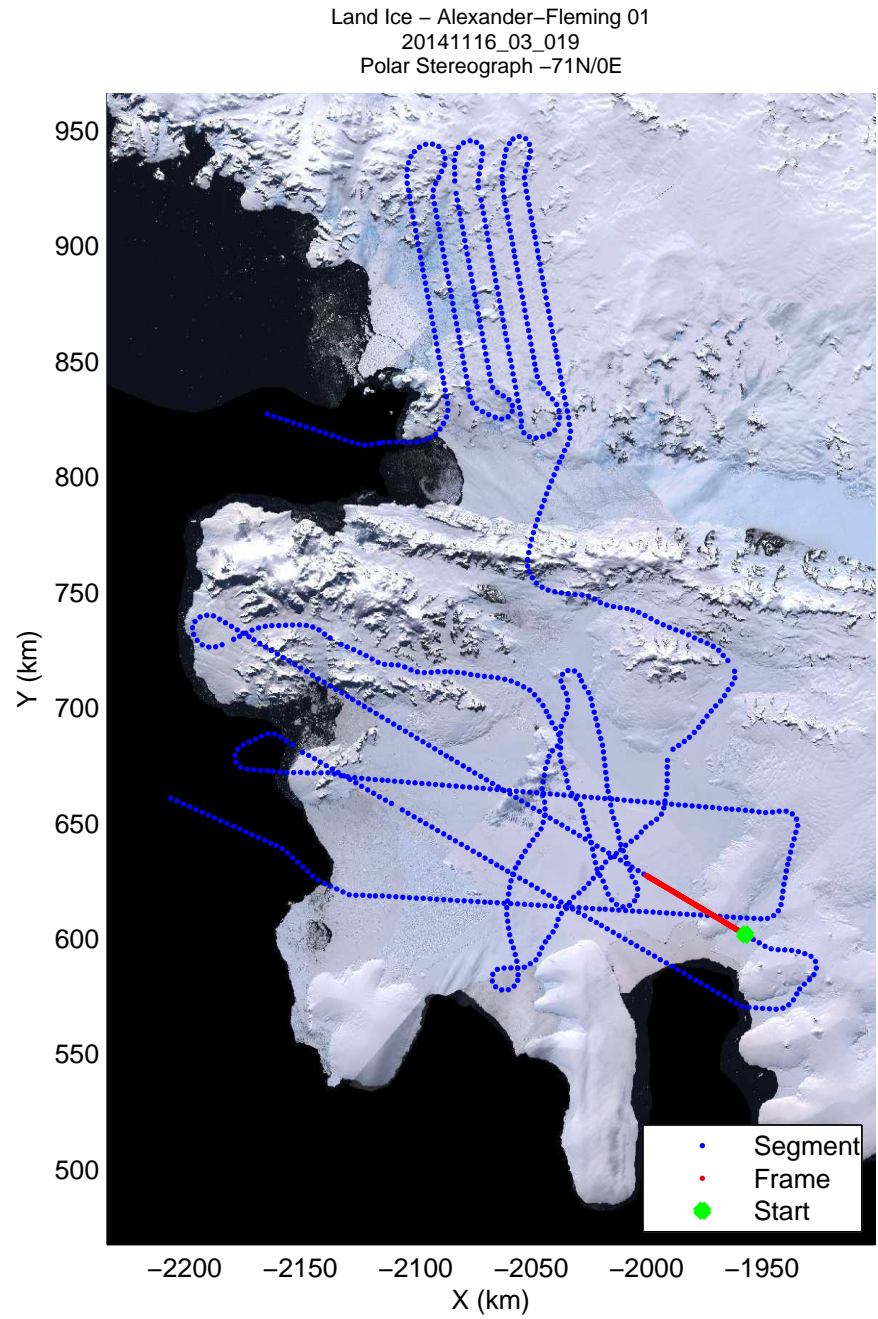 Land Ice − Alexander−Fleming 01
20141116_03_019
Polar Stereograph −71N/0E
950
900
850
800
750
700
650
600
550
500
Y (km)
−2200 −2150 −2100 −2050 −2000 −1950
X (km)
Segment
Frame
Start